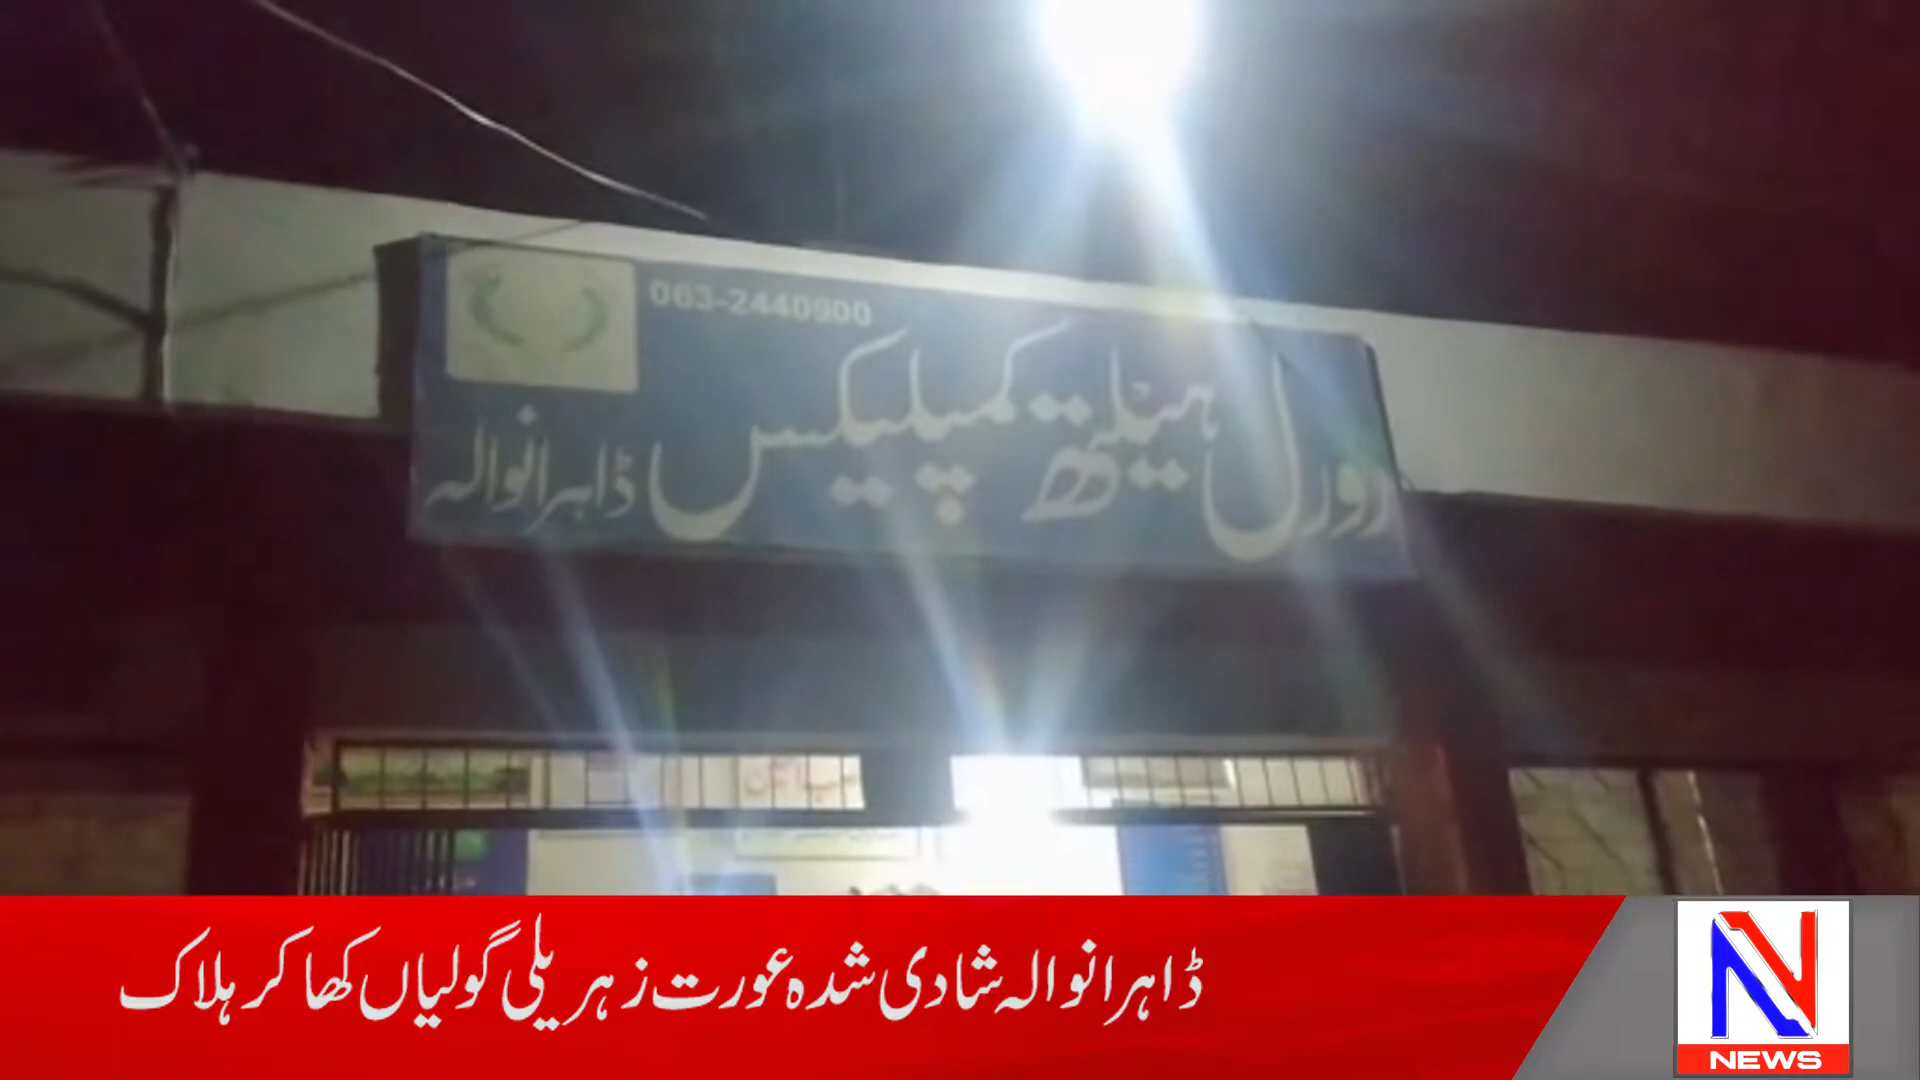 063-2440900
رورل ہیلتھ کمپلیکس ڈاہرانوالہ
ڈاہرانوالہ شادی شدہ عورت زہریلی گولیاں کھا کر ہلاک
N
NEWS